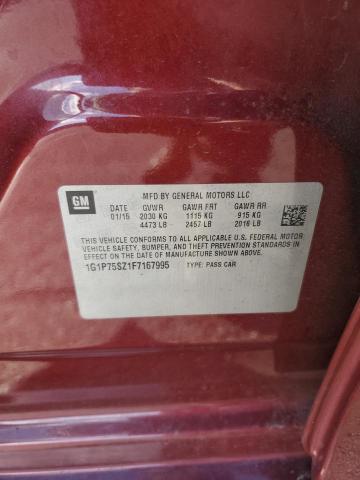 GM
MFD BY GENERAL MOTORS LLC
DATE GVWR GAWR FRT GAWR RR
01/15 2030 KG 1115 KG 915 KG
4473 LB 2457 LB 2016 LB
THIS VEHICLE CONFORMS TO ALL APPLICABLE U.S. FEDERAL MOTOR
VEHICLE SAFETY, BUMPER, AND THEFT PREVENTION STANDARDS IN
EFFECT ON THE DATE OF MANUFACTURE SHOWN ABOVE.
1G1P75SZ1F7167995 TYPE: PASS CAR